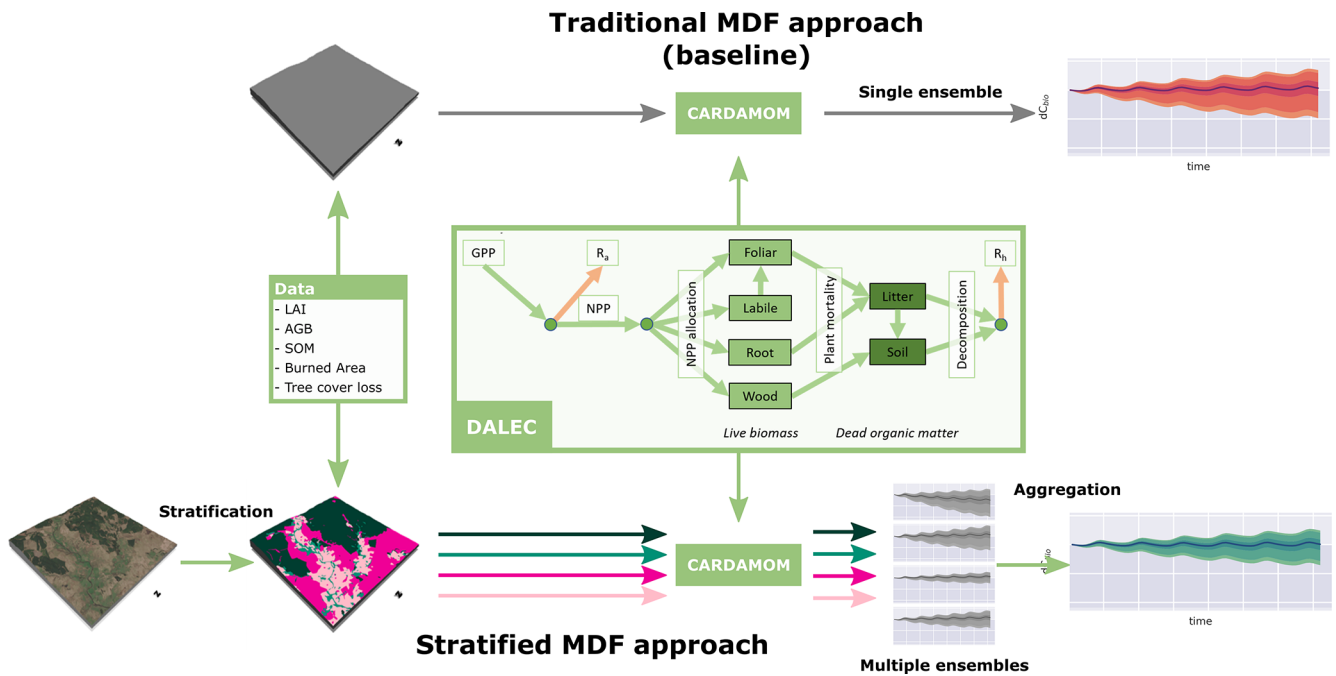 Traditional MDF approach
(baseline)
Single ensemble
CARDAMOM
dC_bio
time
N
GPP
R_a
NPP
NPP allocation
Foliar
Labile
Root
Wood
Plant mortality
Litter
Soil
Decomposition
R_h
DALEC
Live biomass
Dead organic matter
Data
- LAI
- AGB
- SOM
- Burned Area
- Tree cover loss
Stratification
N
N
CARDAMOM
Aggregation
time
Stratified MDF approach
Multiple ensembles